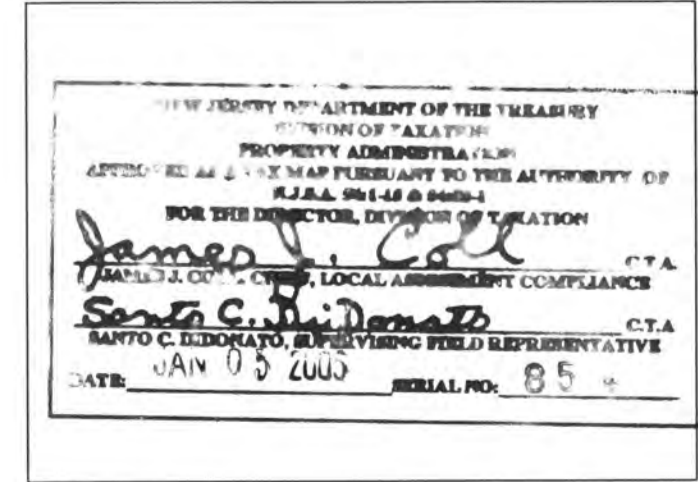 NEW JERSEY DEPARTMENT OF THE TREASURY
DIVISION OF TAXATION
PROPERTY ADMINISTRATION
APPROVED AS A TAX MAP PURSUANT TO THE AUTHORITY OF
N.J.S.A.
FOR THE DIRECTOR, DIVISION OF TAXATION
James J. Coll C.T.A.
JAMES J. COLL, CHIEF, LOCAL ASSESSMENT COMPLIANCE
Santo C. DiDonato C.T.A
SANTO C. DIDONATO, SUPERVISING FIELD REPRESENTATIVE
DATE: JAN 05 SERIAL NO: 85